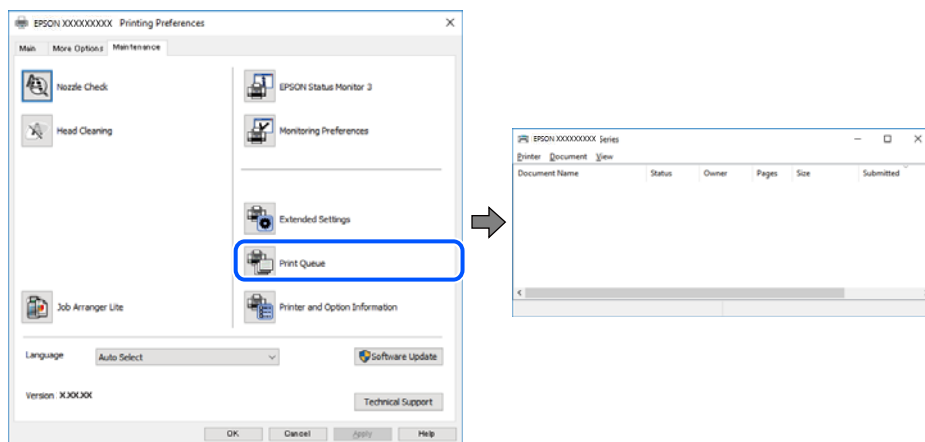 EPSON XXXXXXXXX Printing Preferences
Main More Options Maintenance
Nozzle Check
EPSON Status Monitor 3
Head Cleaning
Monitoring Preferences
Extended Settings
Print Queue
Job Arranger Lite
Printer and Option Information
Language Auto Select
Software Update
Version X.XX.XX
Technical Support
OK Cancel Apply Help
EPSON XXXXXXXXX Series
Printer Document View
Document Name Status Owner Pages Size Submitted